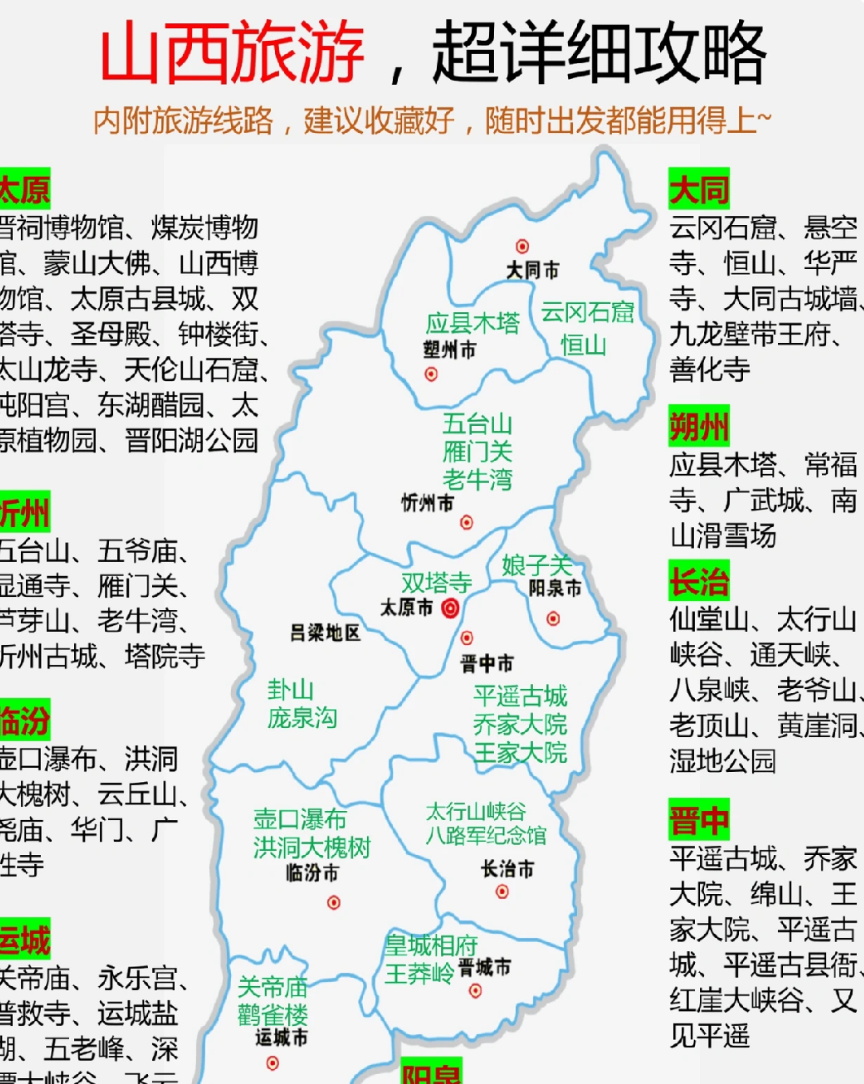 山西旅游，超详细攻略
内附旅游线路，建议收藏好，随时出发都能用得上~
太原
晋祠博物馆、煤炭博物
馆、蒙山大佛、山西博
物馆、太原古县城、双
塔寺、圣母殿、钟楼街、
太山龙寺、天伦山石窟、
纯阳宫、东湖醋园、太
原植物园、晋阳湖公园
忻州
五台山、五爷庙、
显通寺、雁门关、
芦芽山、老牛湾、
忻州古城、塔院寺
临汾
壶口瀑布、洪洞
大槐树、云丘山、
尧庙、华门、广
胜寺
运城
关帝庙、永乐宫、
普救寺、运城盐
湖、五老峰、深
潭大峡谷、飞云
大同市
应县木塔
塑州市
云冈石窟
恒山
五台山
雁门关
老牛湾
忻州市
双塔寺
太原市
娘子关
阳泉市
吕梁地区
晋中市
卦山
庞泉沟
平遥古城
乔家大院
王家大院
壶口瀑布
洪洞大槐树
临汾市
太行山峡谷
八路军纪念馆
长治市
皇城相府
王莽岭
晋城市
关帝庙
鹳雀楼
运城市
阳泉
大同
云冈石窟、悬空
寺、恒山、华严
寺、大同古城墙、
九龙壁带王府、
善化寺
朔州
应县木塔、常福
寺、广武城、南
山滑雪场
长治
仙堂山、太行山
峡谷、通天峡、
八泉峡、老爷山、
老顶山、黄崖洞、
湿地公园
晋中
平遥古城、乔家
大院、绵山、王
家大院、平遥古
城、平遥古县衙、
红崖大峡谷、又
见平遥